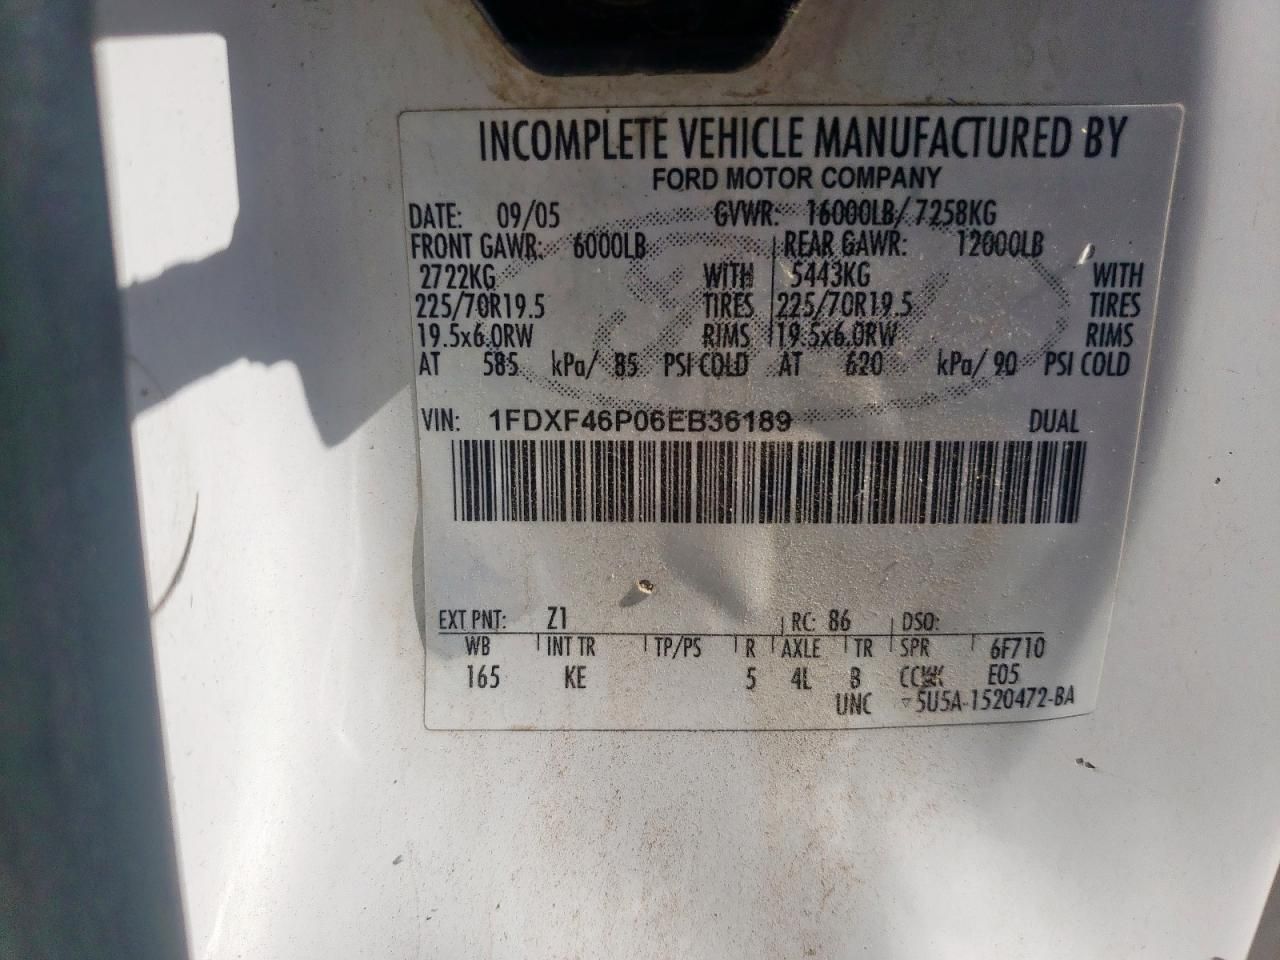 INCOMPLETE VEHICLE MANUFACTURED BY
FORD MOTOR COMPANY
DATE: 09/05 GVWR: 16000LB/ 7258KG
FRONT GAWR: 6000LB REAR GAWR: 12000LB
2722KG WITH 5443KG WITH
225/70R19.5 TIRES 225/70R19.5 TIRES
19.5x6.0RW RIMS 19.5x6.0RW RIMS
AT 585 kPa/ 85 PSI COLD AT 620 kPa/ 90 PSI COLD
VIN: 1FDXF46P06EB36189 DUAL
EXT PNT: Z1 RC: 86 DSO:
WB INT TR TP/PS R AXLE TR SPR 6F710
165 KE 5 4L B E05
UNC 5U5A-1520472-BA